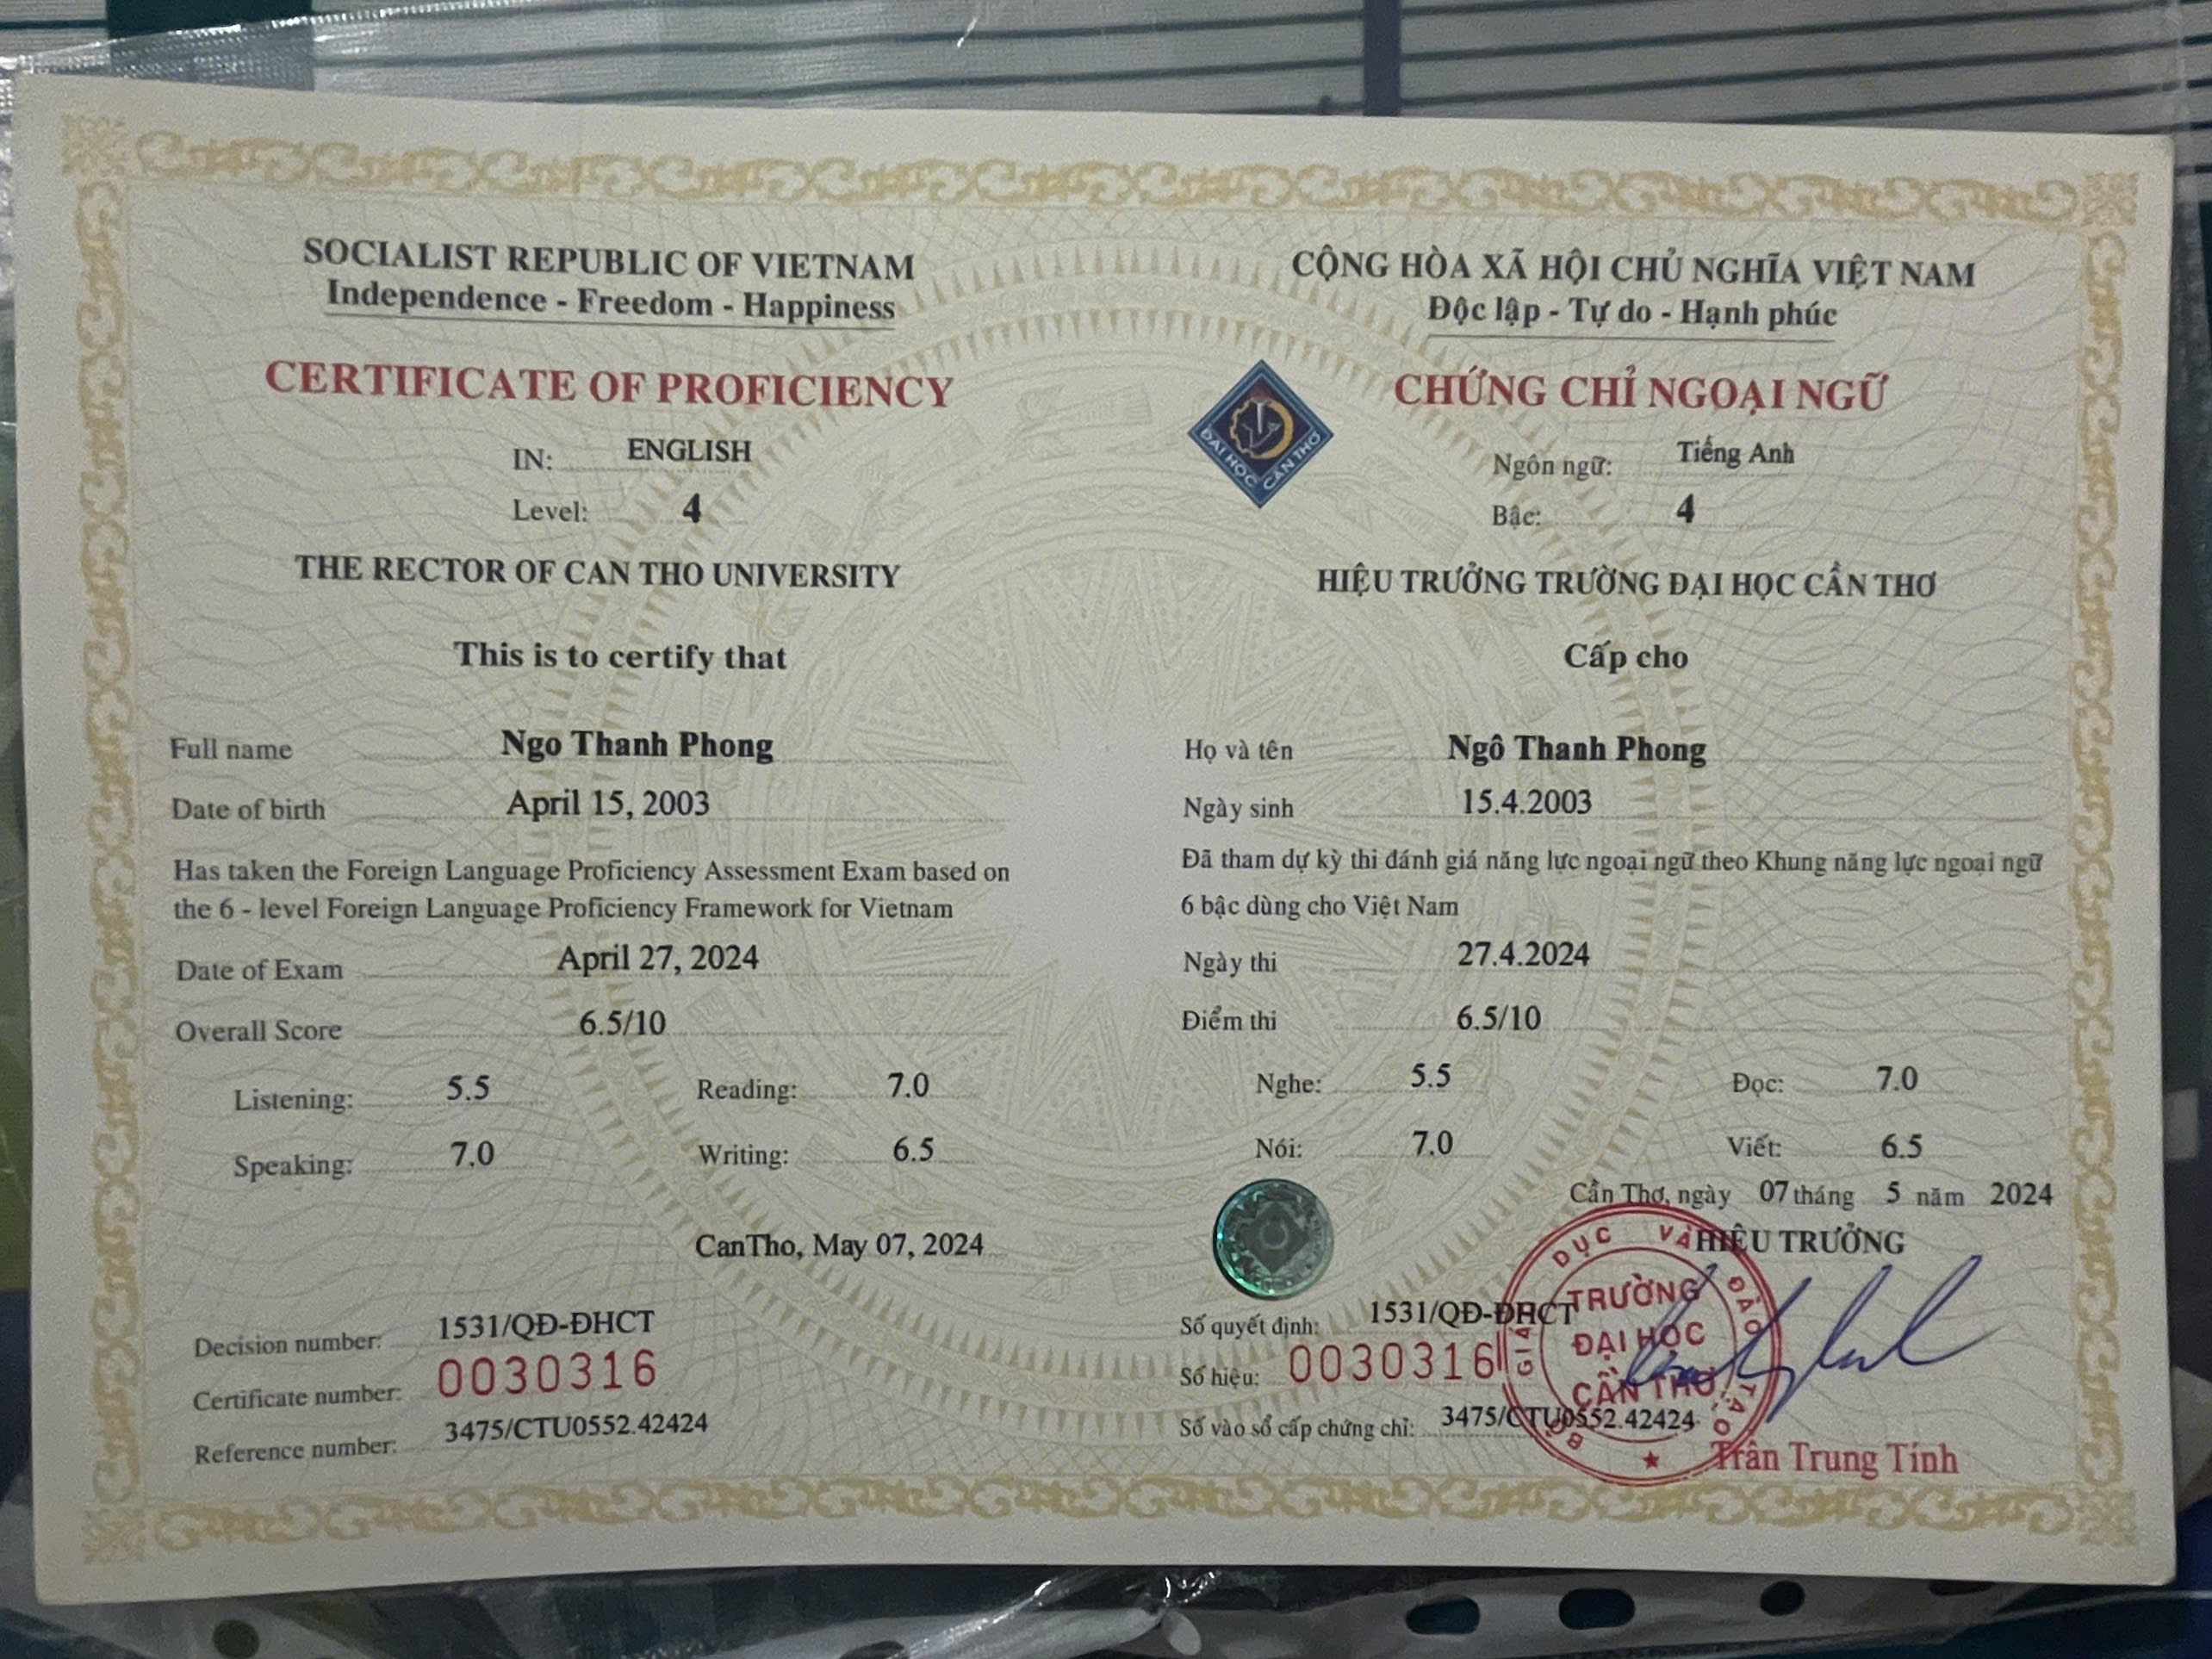 SOCIALIST REPUBLIC OF VIETNAM
Independence - Freedom - Happiness
CERTIFICATE OF PROFICIENCY
IN: ENGLISH
Level: 4
THE RECTOR OF CAN THO UNIVERSITY
This is to certify that
Full name Ngo Thanh Phong
Date of birth April 15, 2003
Has taken the Foreign Language Proficiency Assessment Exam based on
the 6 - level Foreign Language Proficiency Framework for Vietnam
Date of Exam April 27, 2024
Overall Score 6.5/10
Listening: 5.5 Reading: 7.0
Speaking: 7.0 Writing: 6.5
CanTho, May 07, 2024
Decision number: 1531/QĐ-ĐHCT
Certificate number: 0030316
Reference number: 3475/CTU0552.42424
CỘNG HÒA XÃ HỘI CHỦ NGHĨA VIỆT NAM
Độc lập - Tự do - Hạnh phúc
ĐẠI HỌC CẦN THƠ
CHỨNG CHỈ NGOẠI NGỮ
Ngôn ngữ: Tiếng Anh
Bậc: 4
HIỆU TRƯỞNG TRƯỜNG ĐẠI HỌC CẦN THƠ
Cấp cho
Họ và tên Ngô Thanh Phong
Ngày sinh 15.4.2003
Đã tham dự kỳ thi đánh giá năng lực ngoại ngữ theo Khung năng lực ngoại ngữ
6 bậc dùng cho Việt Nam
Ngày thi 27.4.2024
Điểm thi 6.5/10
Nghe: 5.5 Đọc: 7.0
Nói: 7.0 Viết: 6.5
Cần Thơ, ngày 07 tháng 5 năm 2024
HIỆU TRƯỞNG
Số quyết định: 1531/QĐ-ĐHCT
Số hiệu: 0030316
Số vào sổ cấp chứng chỉ: 3475/CTU0552.42424
BỘ GIÁO DỤC VÀ ĐÀO TẠO
TRƯỜNG
ĐẠI HỌC
CẦN THƠ
Trần Trung Tính